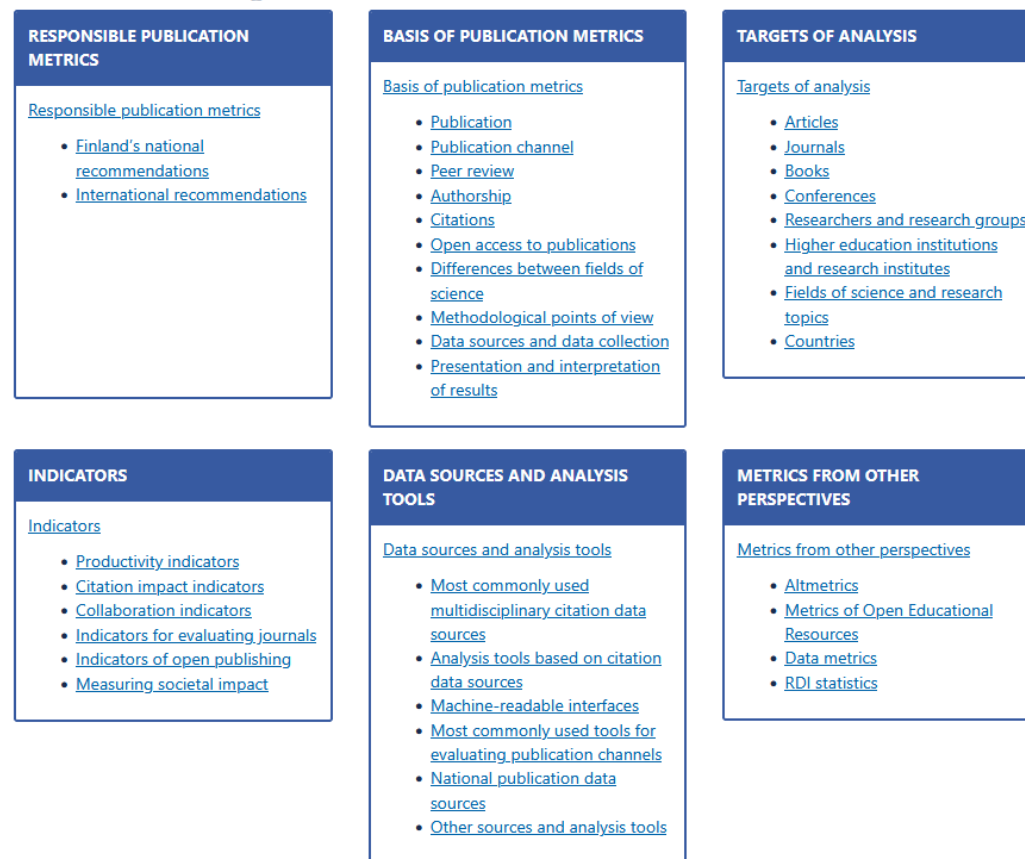 RESPONSIBLE PUBLICATION
METRICS
Responsible publication metrics
Finland's national
recommendations
International recommendations
BASIS OF PUBLICATION METRICS
Basis of publication metrics
Publication
Publication channel
Peer review
Authorship
Citations
Open access to publications
Differences between fields of
science
Methodological points of view
Data sources and data collection
Presentation and interpretation
of results
TARGETS OF ANALYSIS
Targets of analysis
Articles
Journals
Books
Conferences
Researchers and research groups
Higher education institutions
and research institutes
Fields of science and research
topics
Countries
INDICATORS
Indicators
Productivity indicators
Citation impact indicators
Collaboration indicators
Indicators for evaluating journals
Indicators of open publishing
Measuring societal impact
DATA SOURCES AND ANALYSIS
TOOLS
Data sources and analysis tools
Most commonly used
multidisciplinary citation data
sources
Analysis tools based on citation
data sources
Machine-readable interfaces
Most commonly used tools for
evaluating publication channels
National publication data
sources
Other sources and analysis tools
METRICS FROM OTHER
PERSPECTIVES
Metrics from other perspectives
Altmetrics
Metrics of Open Educational
Resources
Data metrics
RDI statistics